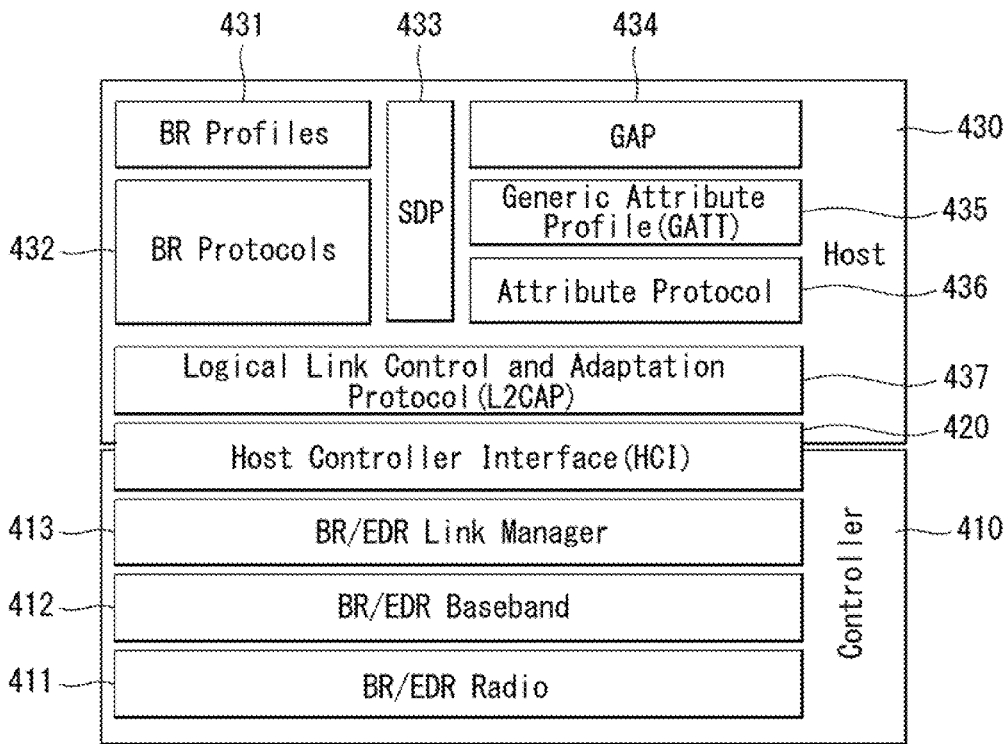 431
433
434
BR Profiles
GAP
430
432
BR Protocols
SDP
Generic Attribute
Profile(GATT)
435
Host
Attribute Protocol
436
Logical Link Control and Adaptation
Protocol(L2CAP)
437
420
Host Controller Interface(HCI)
413
BR/EDR Link Manager
410
Controller
412
BR/EDR Baseband
411
BR/EDR Radio